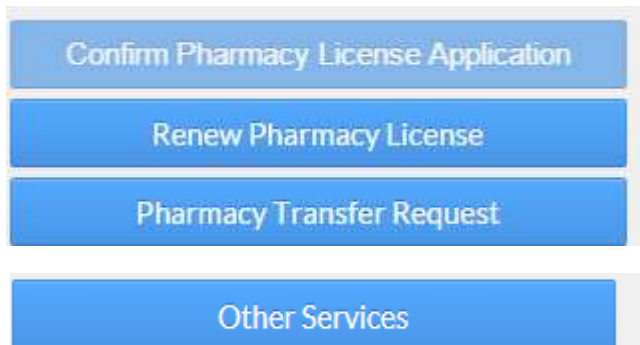 Confirm Pharmacy License Application
Renew Pharmacy License
Pharmacy Transfer Request
Other Services